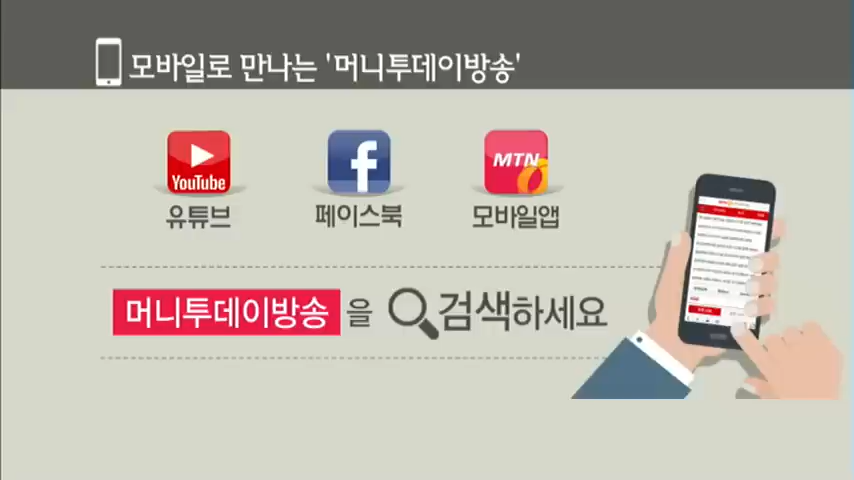 모바일로 만나는 '머니투데이방송'
YouTube
MTN
유튜브
페이스북
모바일앱
머니투데이방송을 검색하세요